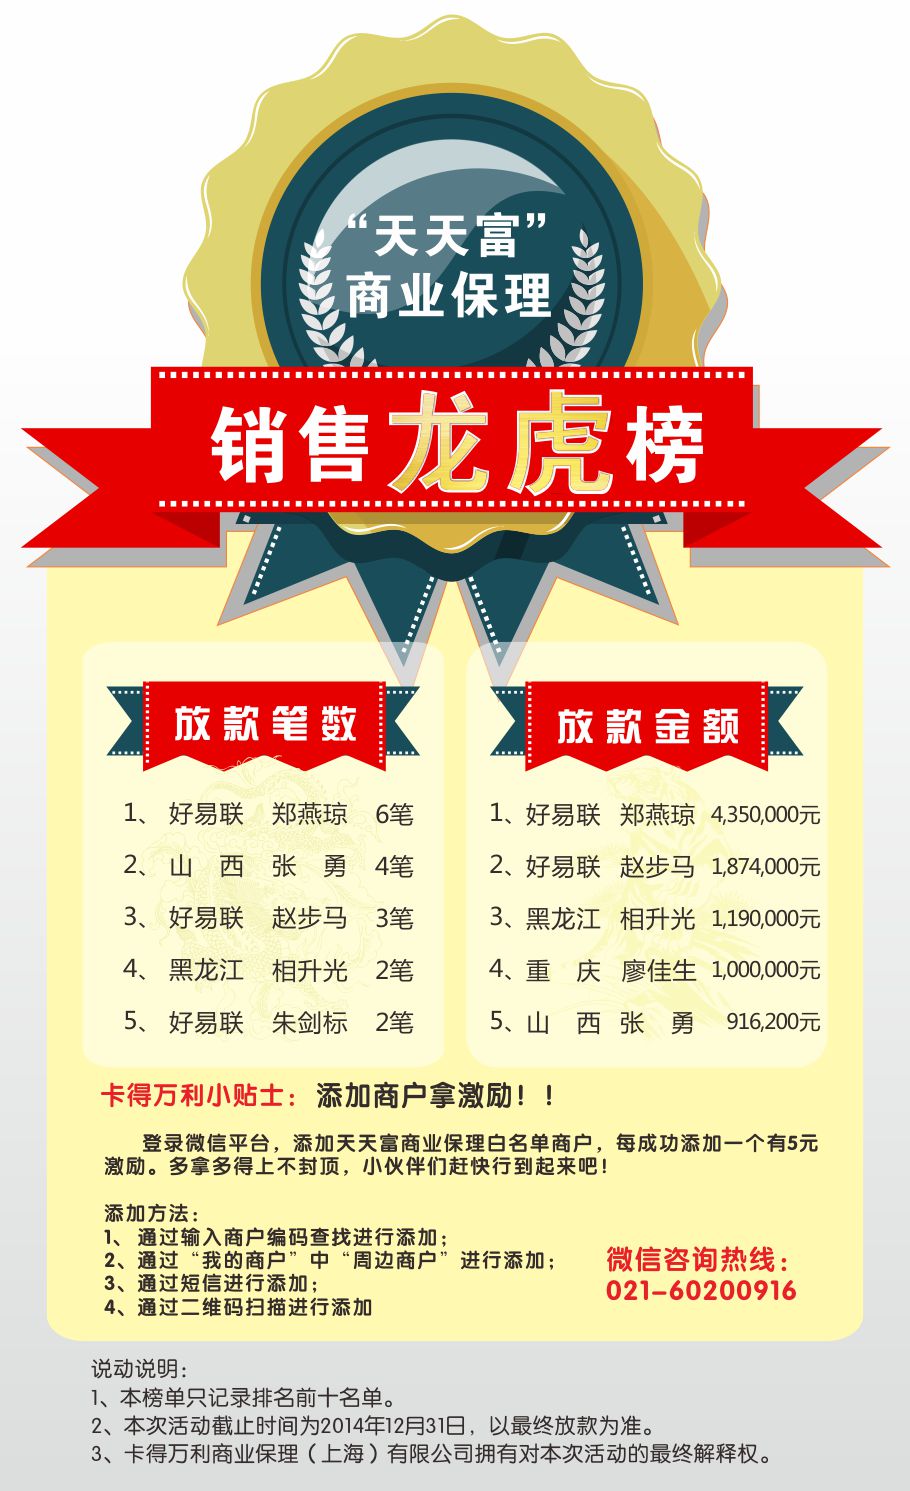 “天天富”
商业保理
销售龙虎榜
放款笔数
1、 好易联 郑燕琼 6笔
2、 山 西 张 勇 4笔
3、 好易联 赵步马 3笔
4、 黑龙江 相升光 2笔
5、 好易联 朱剑标 2笔
放款金额
1、好易联 郑燕琼 4,350,000元
2、好易联 赵步马 1,874,000元
3、黑龙江 相升光 1,190,000元
4、重 庆 廖佳生 1,000,000元
5、山 西 张 勇 916,200元
卡得万利小贴士：添加商户拿激励！！
登录微信平台，添加天天富商业保理白名单商户，每成功添加一个有5元
激励。多拿多得上不封顶，小伙伴们赶快行到起来吧！
添加方法：
1、 通过输入商户编码查找进行添加；
2、通过“我的商户”中“周边商户”进行添加；
3、通过短信进行添加；
4、通过二维码扫描进行添加
微信咨询热线：
021-60200916
说动说明：
1、本榜单只记录排名前十名单。
2、本次活动截止时间为2014年12月31日，以最终放款为准。
3、卡得万利商业保理（上海）有限公司拥有对本次活动的最终解释权。